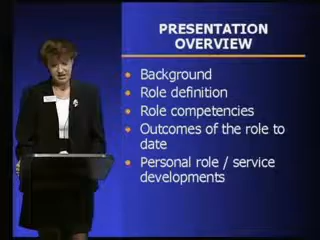 PRESENTATION
OVERVIEW
• Background
• Role definition
• Role competencies
• Outcomes of the role to
date
• Personal role / service
developments